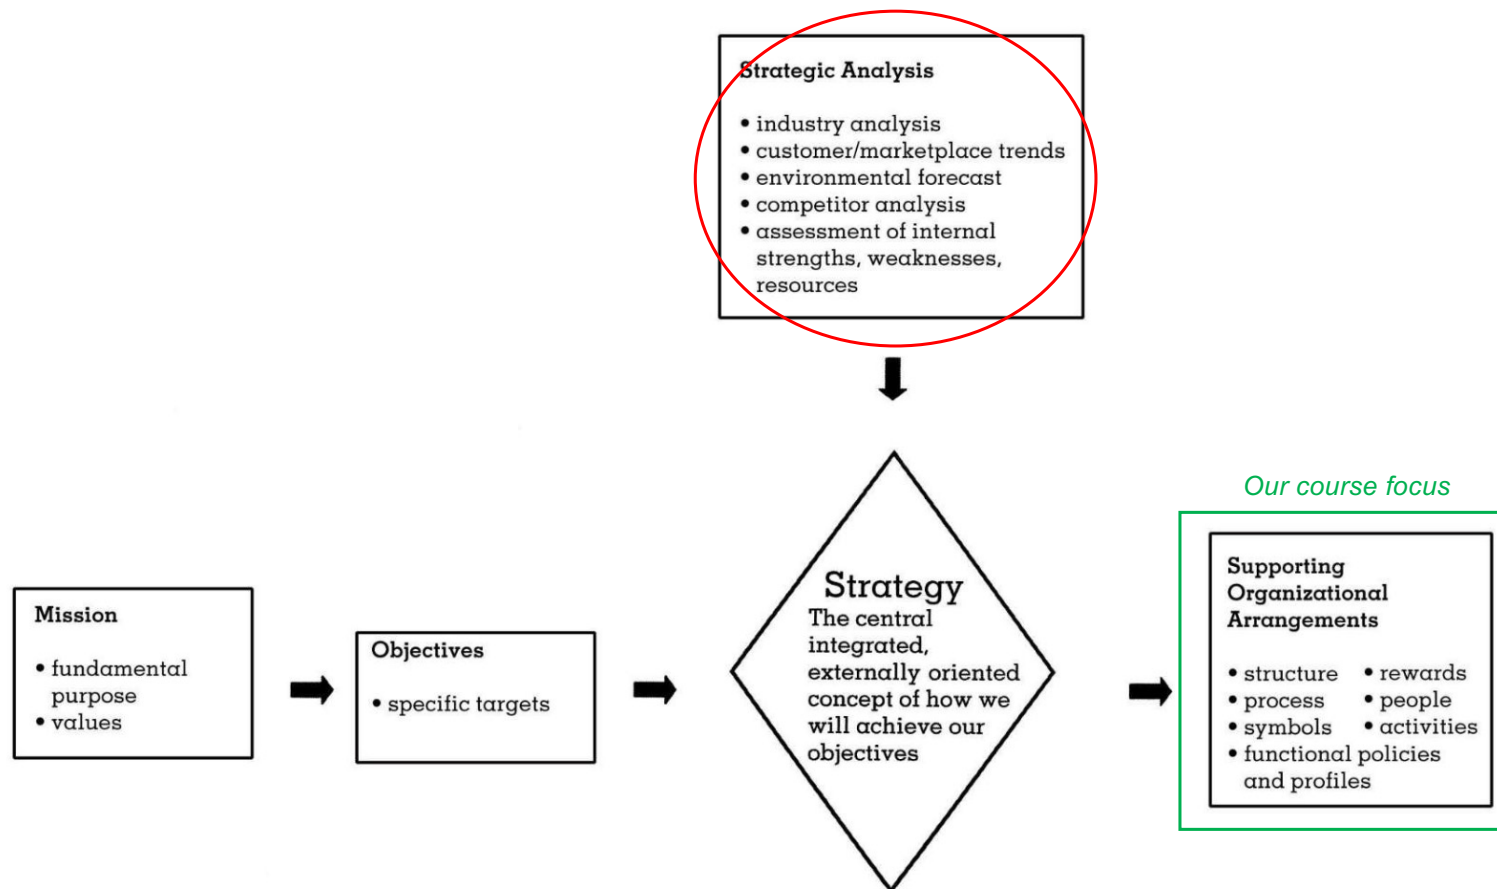 Strategic Analysis
• industry analysis
• customer/marketplace trends
• environmental forecast
• competitor analysis
• assessment of internal
strengths, weaknesses,
resources
Mission
• fundamental
purpose
• values
Objectives
• specific targets
Strategy
The central
integrated,
externally oriented
concept of how we
will achieve our
objectives
Our course focus
Supporting
Organizational
Arrangements
• structure • rewards
• process • people
• symbols • activities
• functional policies
and profiles